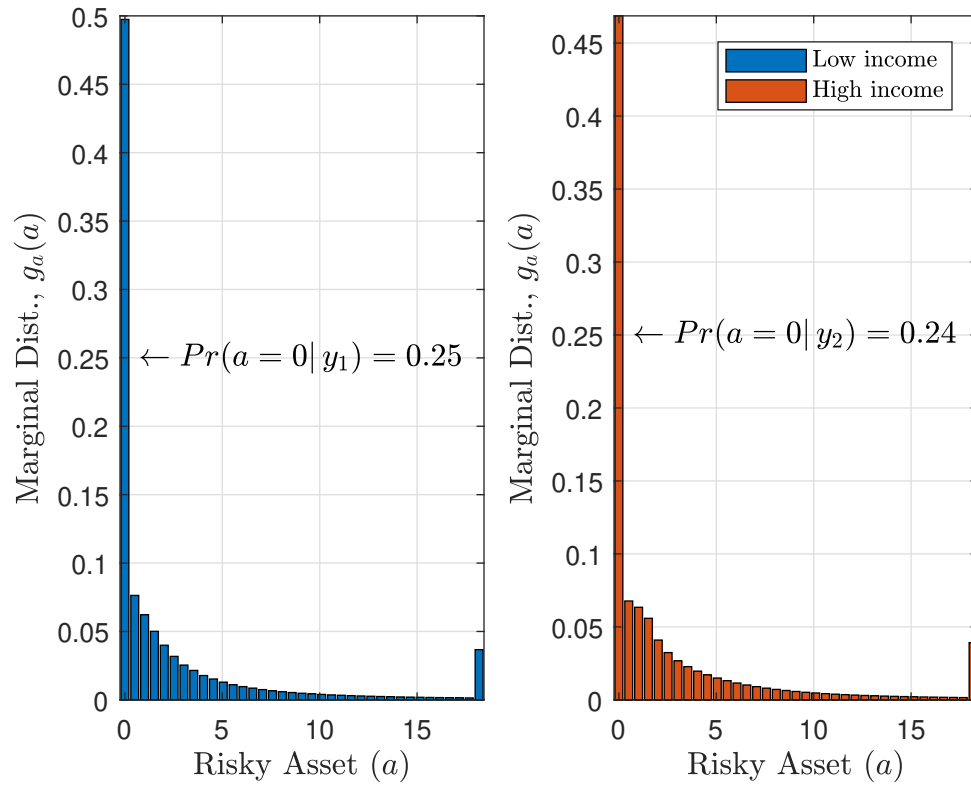 0.5
0.45
0.4
0.35
0.3
0.25
0.2
0.15
0.1
0.05
0
Marginal Dist., g_a(a)
← Pr(a = 0| y_1) = 0.25
0 5 10 15
Risky Asset (a)
0.45
0.4
0.35
0.3
0.25
0.2
0.15
0.1
0.05
0
Marginal Dist., g_a(a)
Low income
High income
← Pr(a = 0| y_2) = 0.24
0 5 10 15
Risky Asset (a)